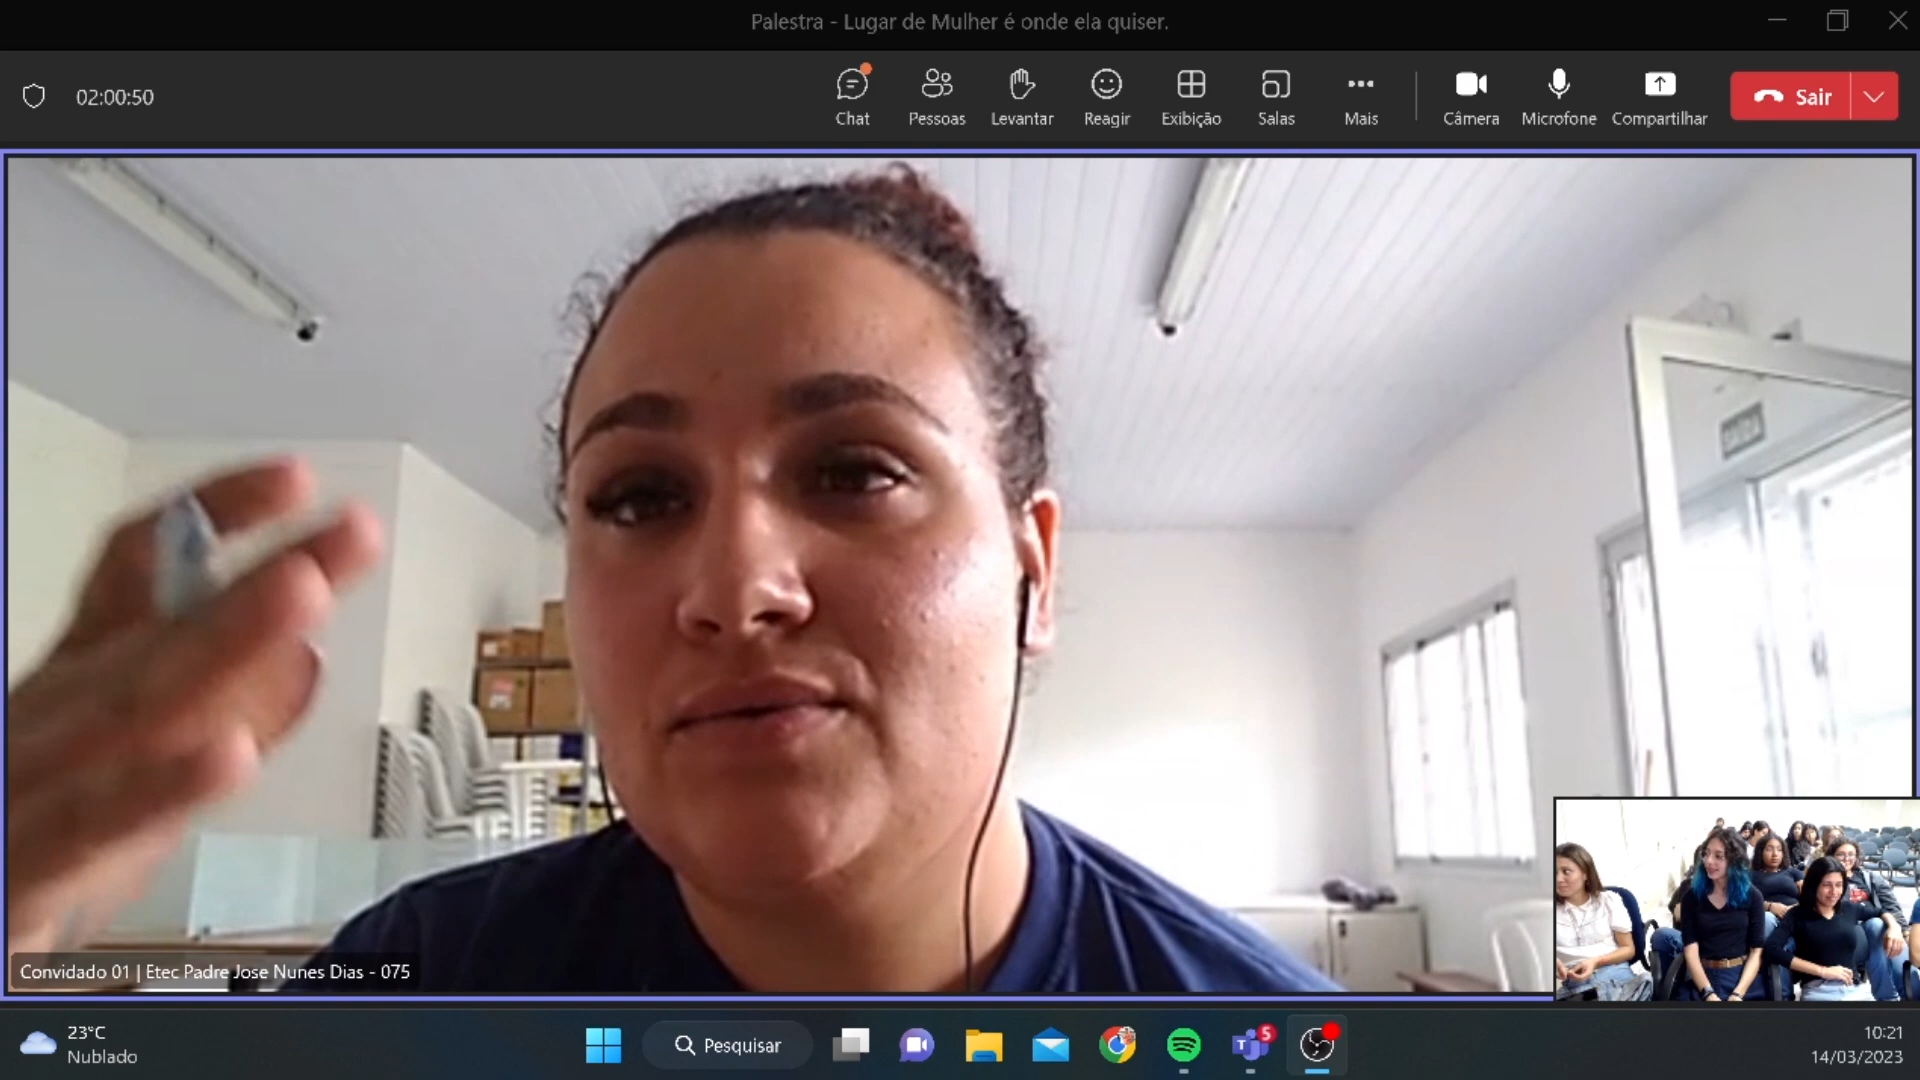 Palestra - Lugar de Mulher é onde ela quiser.
02:00:50
Chat
Pessoas
Levantar
Reagir
Exibição
Salas
Mais
Câmera
Microfone
Compartilhar
Sair
Convidado 01 | Etec Padre Jose Nunes Dias - 075
23°C
Nublado
Pesquisar
5
10:21
14/03/2023